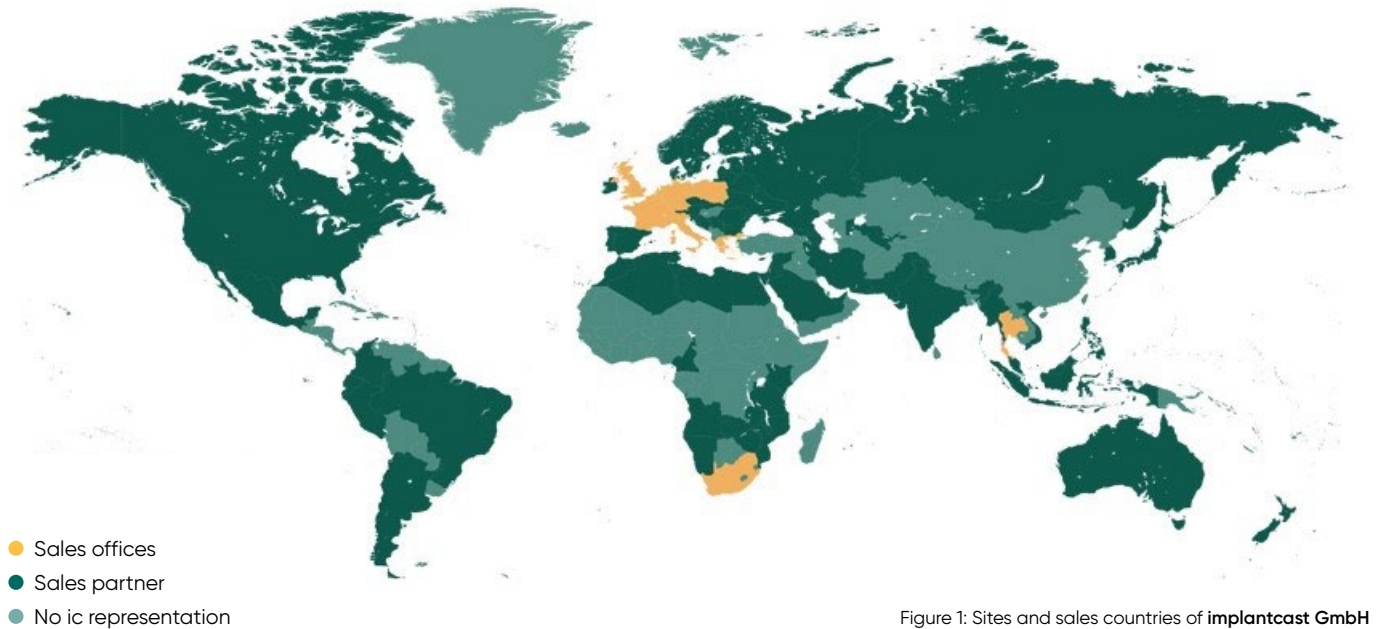 Sales offices
Sales partner
No ic representation
Figure 1: Sites and sales countries of implantcast GmbH